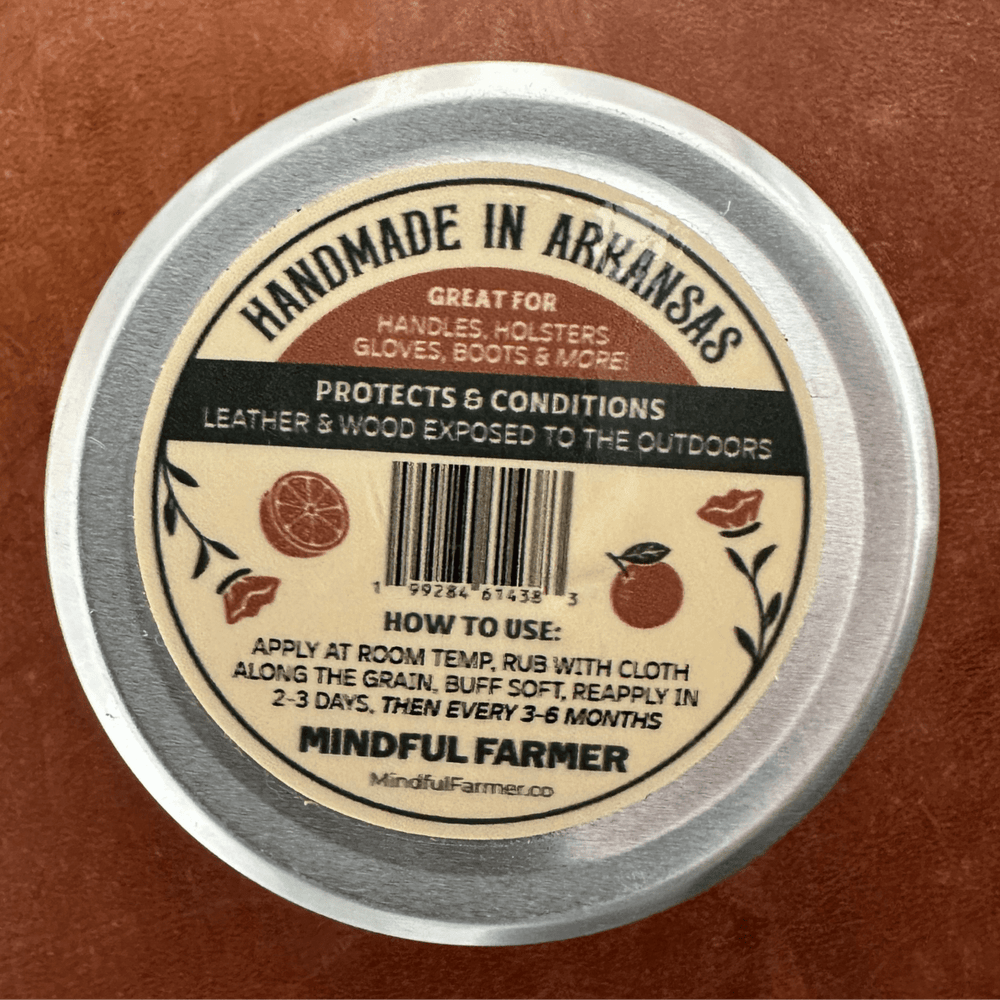 HANDMADE IN ARKANSAS
GREAT FOR
HANDLES, HOLSTERS
GLOVES, BOOTS & MORE!
PROTECTS & CONDITIONS
LEATHER & WOOD EXPOSED TO THE OUTDOORS
1 99284 61438 3
HOW TO USE:
APPLY AT ROOM TEMP, RUB WITH CLOTH
ALONG THE GRAIN, BUFF SOFT, REAPPLY IN
2-3 DAYS. THEN EVERY 3-6 MONTHS
MINDFUL FARMER
MindfulFarmer.co